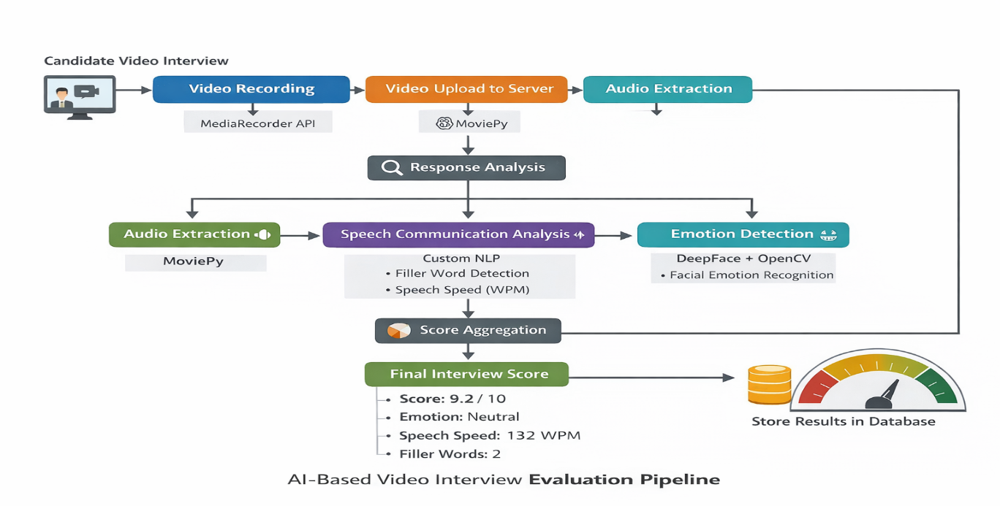 Candidate Video Interview
Video Recording
Video Upload to Server
Audio Extraction
MediaRecorder API
MoviePy
Response Analysis
Audio Extraction
Speech Communication Analysis
Emotion Detection
MoviePy
Custom NLP
• Filler Word Detection
• Speech Speed (WPM)
DeepFace + OpenCV
• Facial Emotion Recognition
Score Aggregation
Final Interview Score
• Score: 9.2 / 10
• Emotion: Neutral
• Speech Speed: 132 WPM
• Filler Words: 2
Store Results in Database
AI-Based Video Interview Evaluation Pipeline